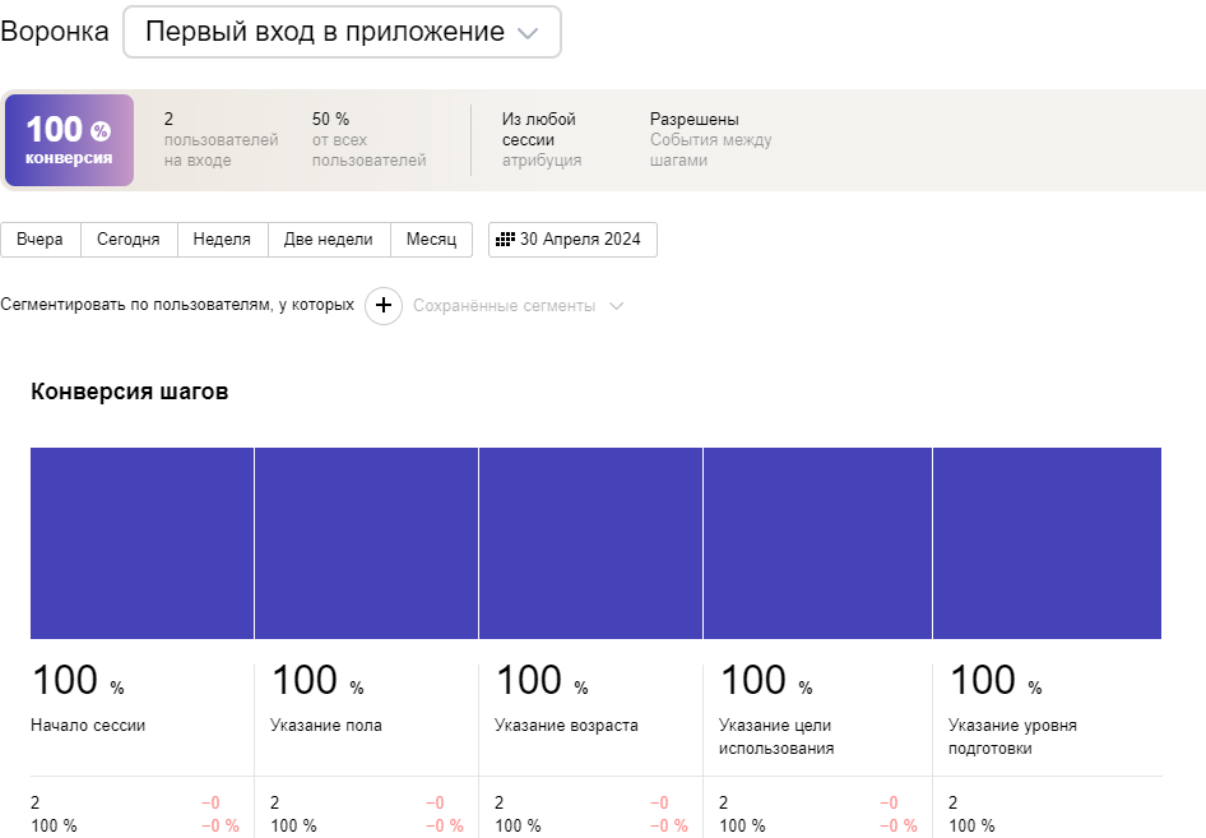 Воронка Первый вход в приложение
100 %
конверсия
2
пользователей
на входе
50 %
от всех
пользователей
Из любой
сессии
атрибуция
Разрешены
События между
шагами
Вчера Сегодня Неделя Две недели Месяц 30 Апреля 2024
Сегментировать по пользователям, у которых + Сохранённые сегменты
Конверсия шагов
100 %
Начало сессии
2 −0
100 % −0 %
100 %
Указание пола
2 −0
100 % −0 %
100 %
Указание возраста
2 −0
100 % −0 %
100 %
Указание цели
использования
2 −0
100 % −0 %
100 %
Указание уровня
подготовки
2
100 %